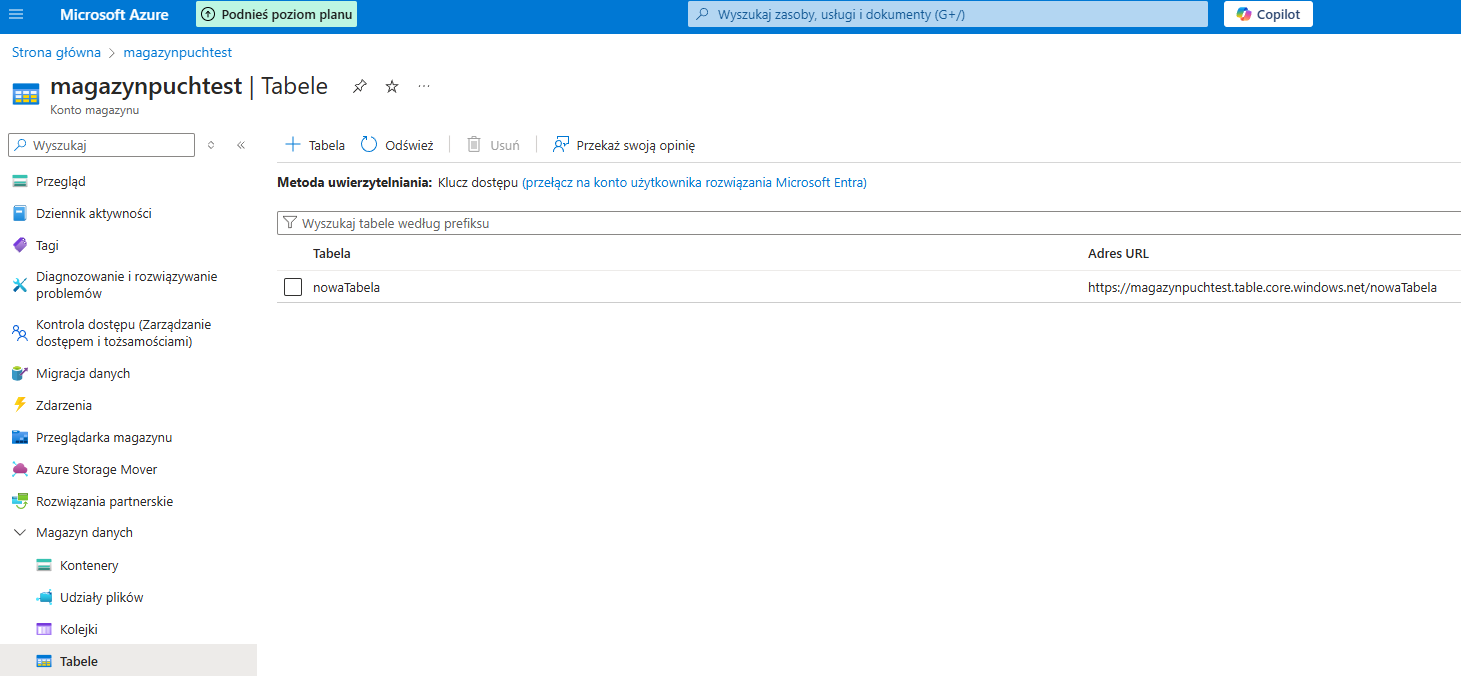 Microsoft Azure
Podnieś poziom planu
Wyszukaj zasoby, usługi i dokumenty (G+/)
Copilot
Strona główna > magazynpuchtest
magazynpuchtest | Tabele
Konto magazynu
Wyszukaj
Przegląd
Dziennik aktywności
Tagi
Diagnozowanie i rozwiązywanie
problemów
Kontrola dostępu (Zarządzanie
dostępem i tożsamościami)
Migracja danych
Zdarzenia
Przeglądarka magazynu
Azure Storage Mover
Rozwiązania partnerskie
Magazyn danych
Kontenery
Udziały plików
Kolejki
Tabele
Tabela Odśwież Usuń Przekaż swoją opinię
Metoda uwierzytelniania: Klucz dostępu (przełącz na konto użytkownika rozwiązania Microsoft Entra)
Wyszukaj tabele według prefiksu
Tabela Adres URL
nowaTabela https://magazynpuchtest.table.core.windows.net/nowaTabela